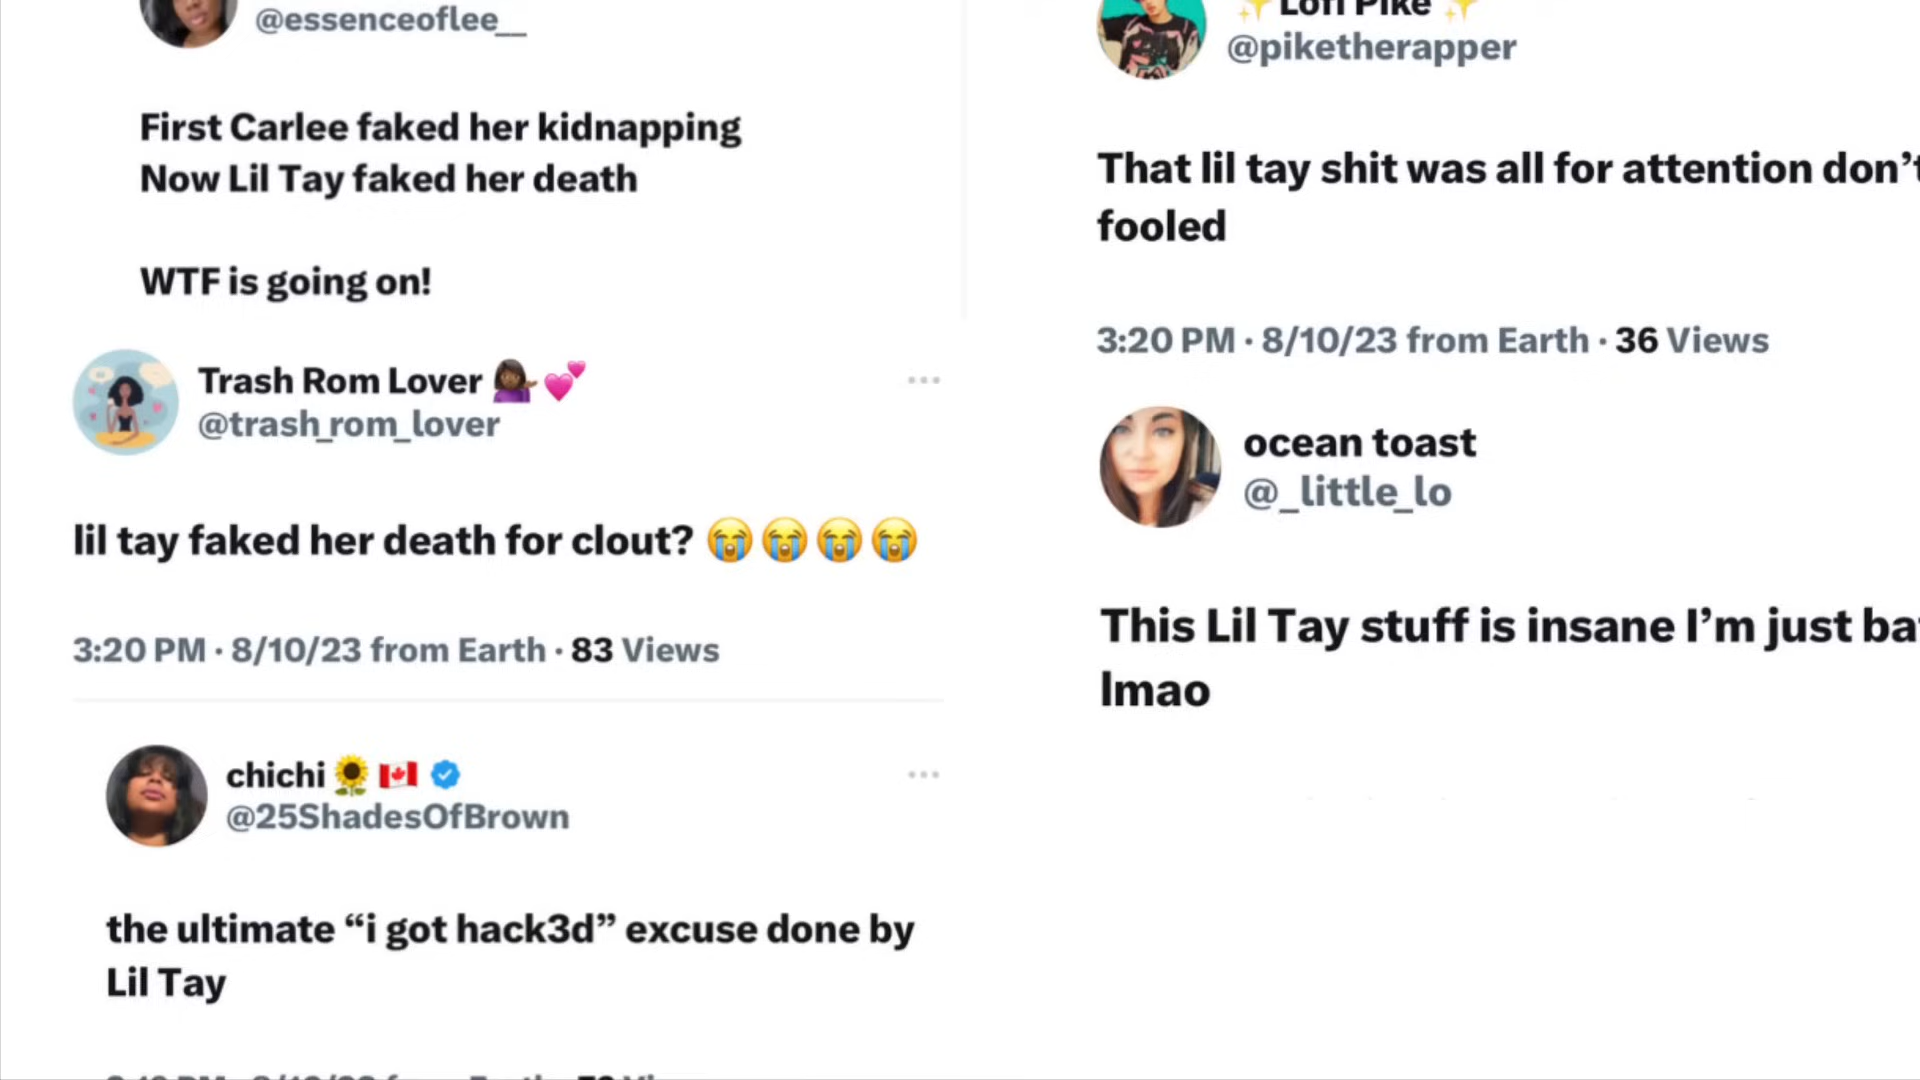 @essenceoflee__
First Carlee faked her kidnapping
Now Lil Tay faked her death
WTF is going on!
Trash Rom Lover 💁🏾‍♀️💕
@trash_rom_lover
lil tay faked her death for clout? 😭😭😭😭
3:20 PM · 8/10/23 from Earth · 83 Views
chichi🌻🇨🇦
@25ShadesOfBrown
the ultimate “i got hack3d” excuse done by
Lil Tay
✨Lofi Pike✨
@piketherapper
That lil tay shit was all for attention don’t
fooled
3:20 PM · 8/10/23 from Earth · 36 Views
ocean toast
@_little_lo
This Lil Tay stuff is insane I’m just
lmao